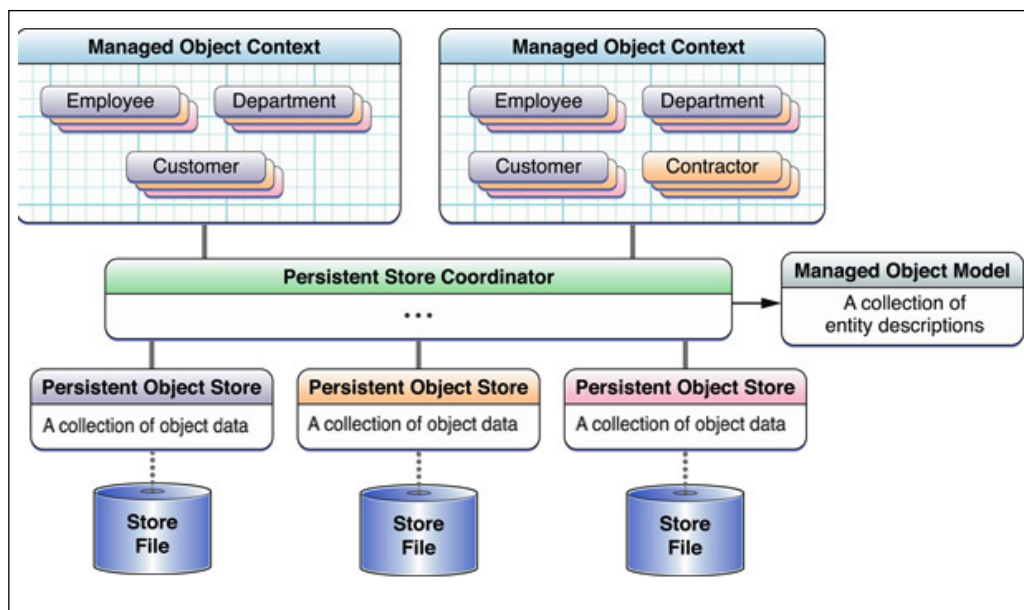 Managed Object Context
Employee
Department
Customer
Managed Object Context
Employee
Department
Customer
Contractor
Persistent Store Coordinator
...
Managed Object Model
A collection of
entity descriptions
Persistent Object Store
A collection of object data
Persistent Object Store
A collection of object data
Persistent Object Store
A collection of object data
Store
File
Store
File
Store
File